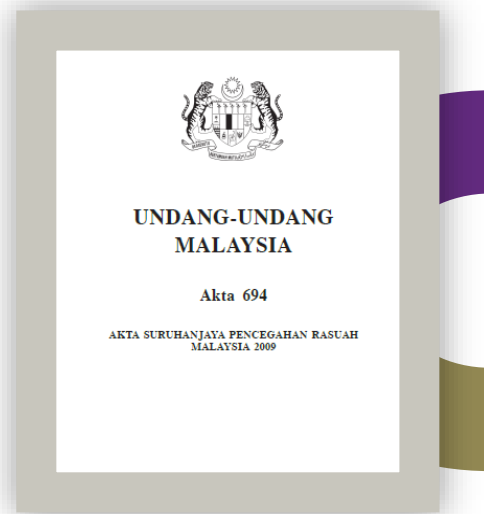 UNDANG-UNDANG
MALAYSIA
Akta 694
AKTA SURUHANJAYA PENCEGAHAN RASUAH
MALAYSIA 2009